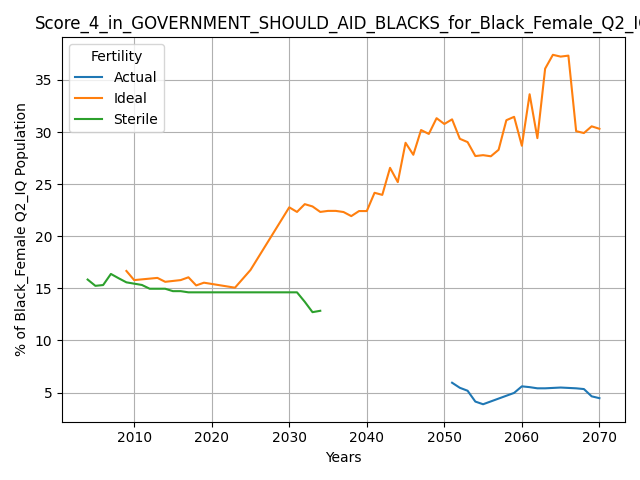 Score_4_in_GOVERNMENT_SHOULD_AID_BLACKS_for_Black_Female_Q2_IQ
Fertility
Actual
Ideal
Sterile
% of Black_Female Q2_IQ Population
35
30
25
20
15
10
5
2010 2020 2030 2040 2050 2060 2070
Years